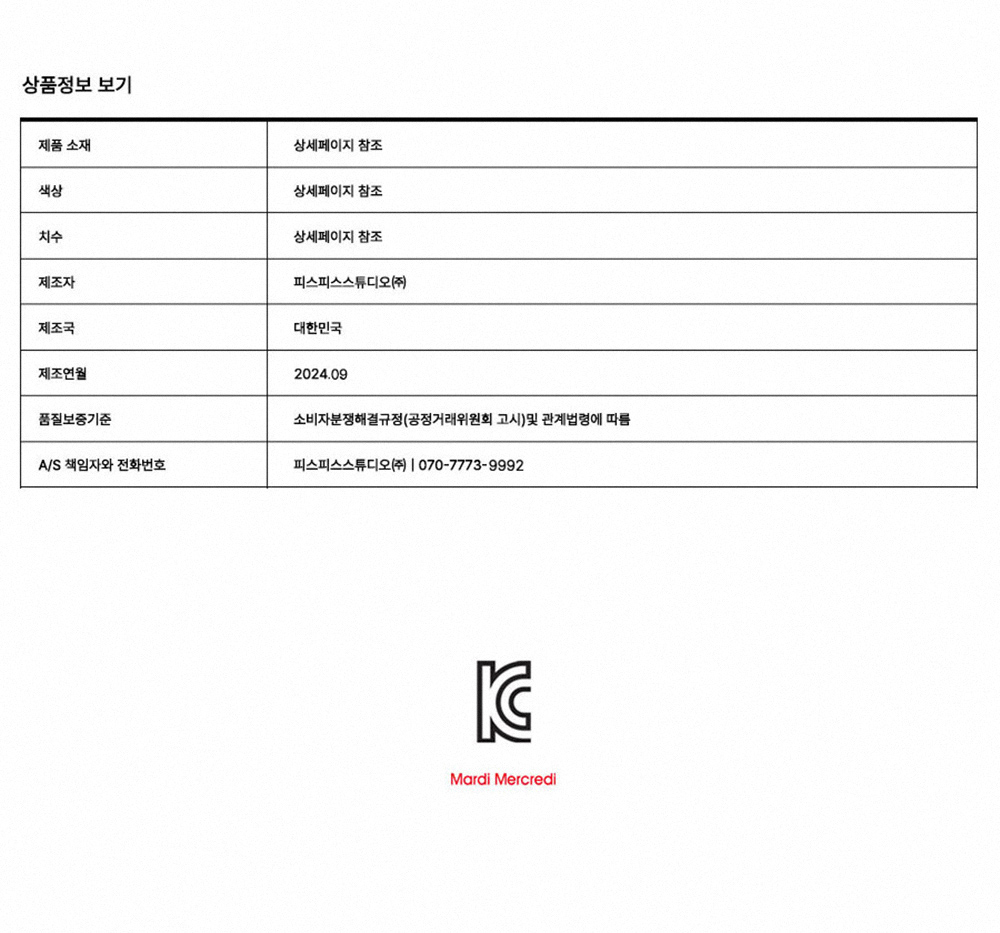 상품정보 보기
제품 소재 상세페이지 참조
색상 상세페이지 참조
치수 상세페이지 참조
제조자 피스피스스튜디오㈜
제조국 대한민국
제조연월 2024.09
품질보증기준 소비자분쟁해결규정(공정거래위원회 고시)및 관계법령에 따름
A/S 책임자와 전화번호 피스피스스튜디오㈜ | 070-7773-9992
KC
Mardi Mercredi